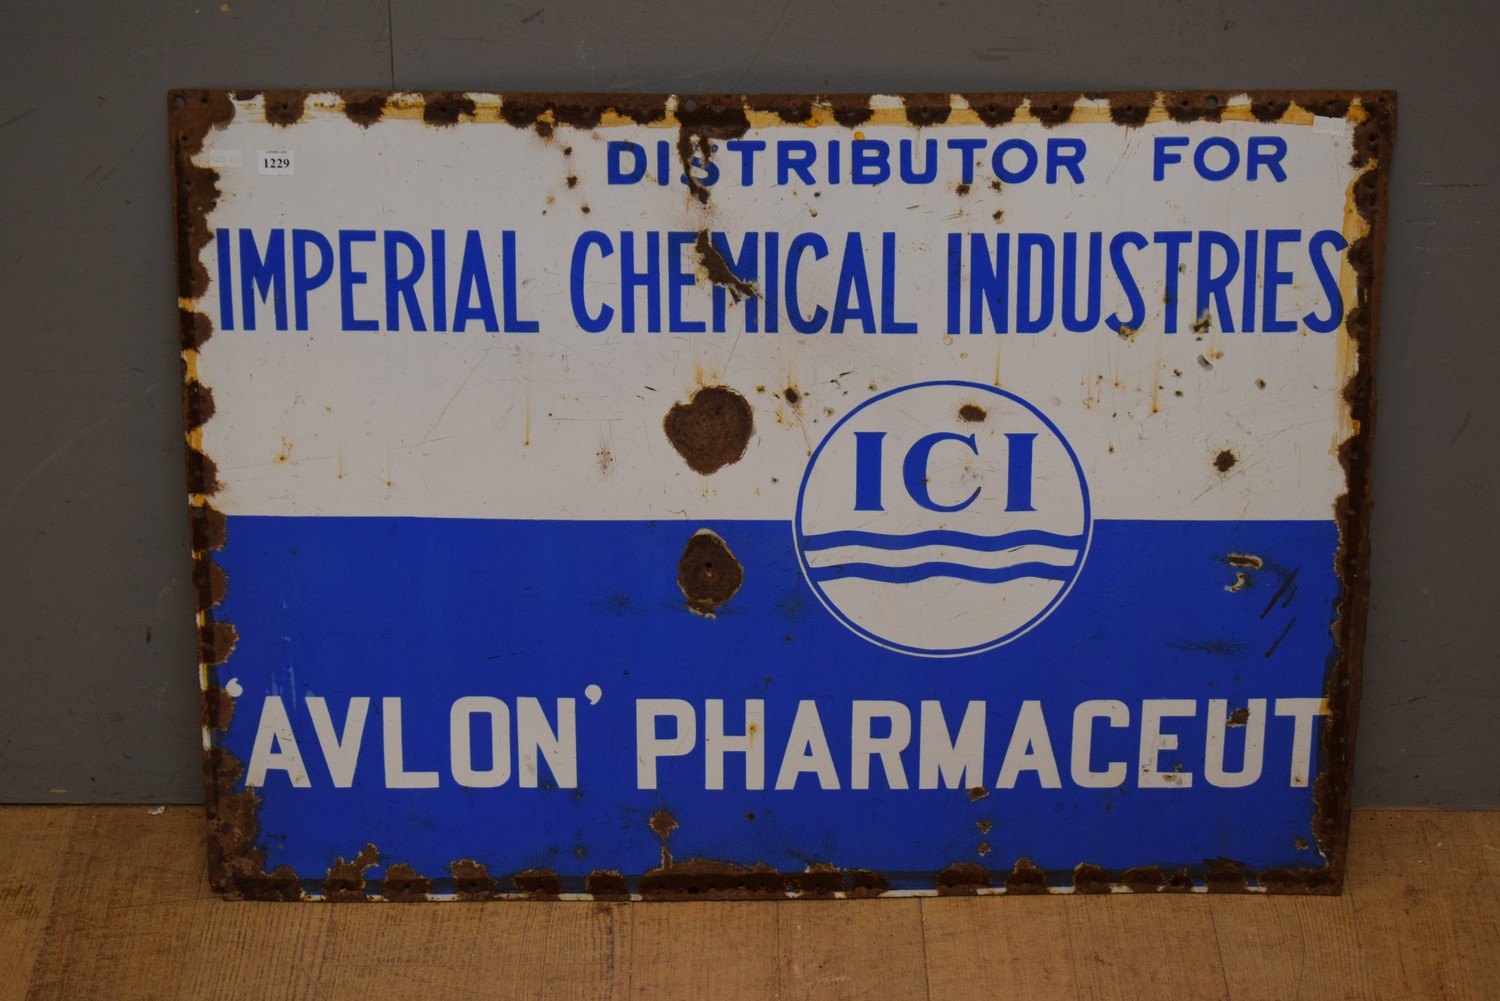 1229
DISTRIBUTOR FOR
IMPERIAL CHEMICAL INDUSTRIES
ICI
'AVLON' PHARMACEUT